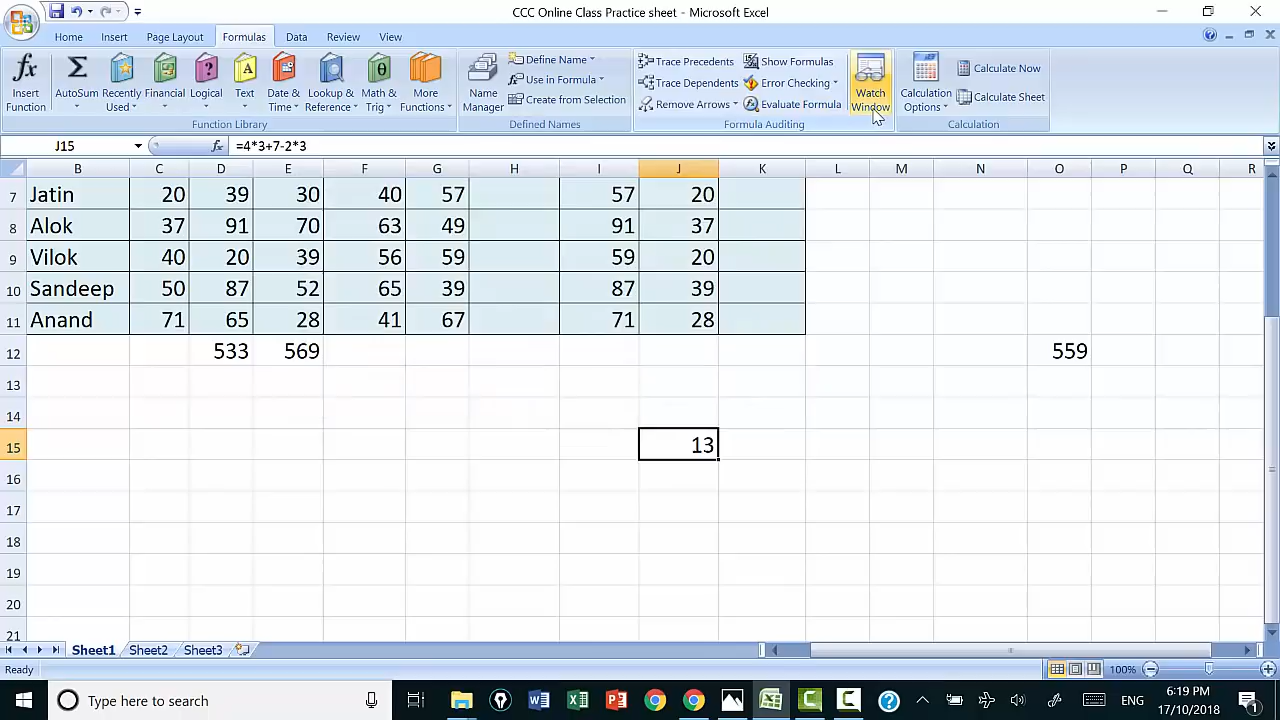 CCC Online Class Practice sheet - Microsoft Excel
Home Insert Page Layout Formulas Data Review View
Insert Function
AutoSum
Recently Used
Financial
Logical
Text
Date & Time
Lookup & Reference
Math & Trig
More Functions
Function Library
Name Manager
Define Name
Use in Formula
Create from Selection
Defined Names
Trace Precedents
Trace Dependents
Remove Arrows
Show Formulas
Error Checking
Evaluate Formula
Formula Auditing
Watch Window
Calculation Options
Calculate Now
Calculate Sheet
Calculation
J15 fx =4*3+7-2*3
B C D E F G H I J K L M N O P Q R
7 Jatin 20 39 30 40 57 57 20
8 Alok 37 91 70 63 49 91 37
9 Vilok 40 20 39 56 59 59 20
10 Sandeep 50 87 52 65 39 87 39
11 Anand 71 65 28 41 67 71 28
12 533 569 559
13
14
15 13
16
17
18
19
20
21
Sheet1 Sheet2 Sheet3
Ready 100%
Type here to search
ENG
6:19 PM
17/10/2018
1